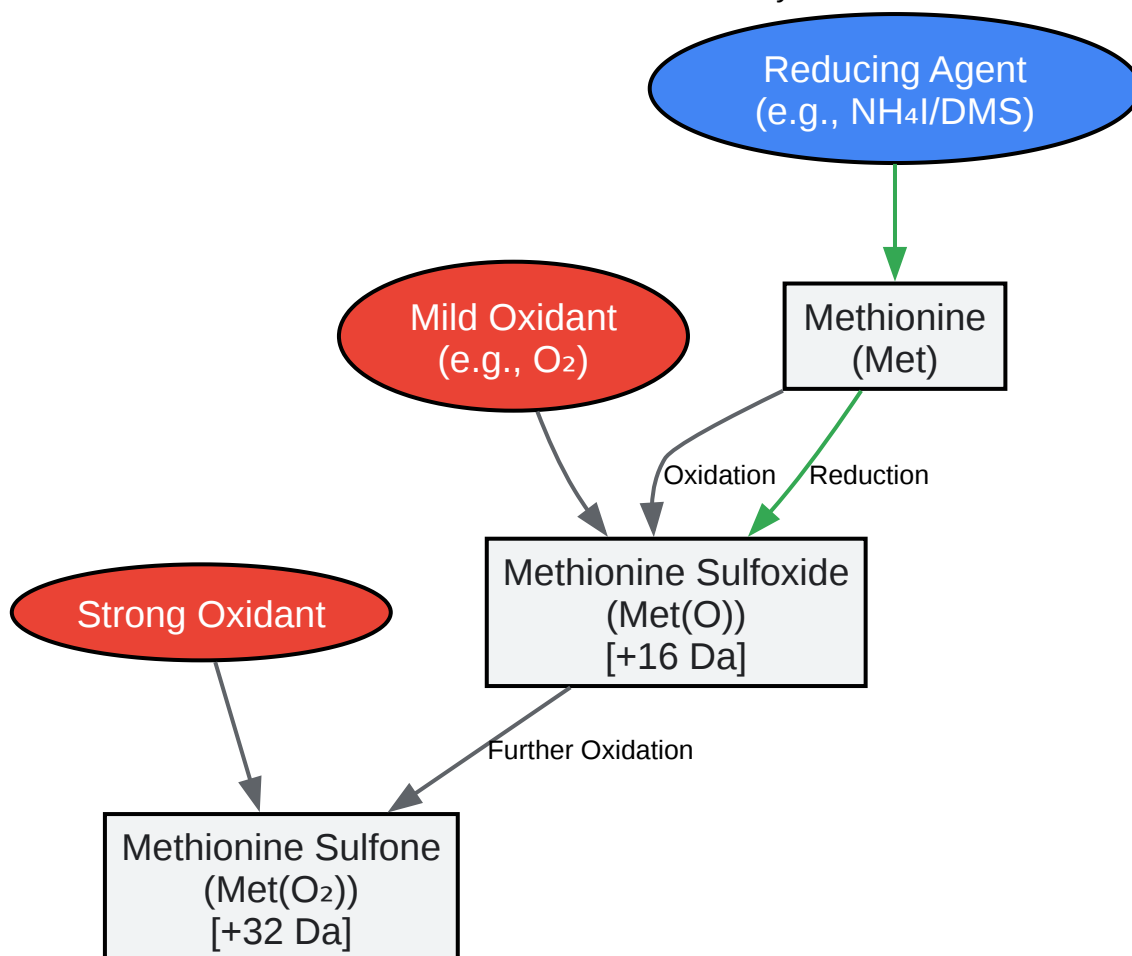 Reducing Agent
(e.g., NH₄I/DMS)
Mild Oxidant
(e.g., O₂)
Methionine
(Met)
Oxidation
Reduction
Methionine Sulfoxide
(Met(O))
[+16 Da]
Strong Oxidant
Further Oxidation
Methionine Sulfone
(Met(O₂))
[+32 Da]